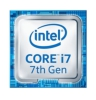 intel
CORE i7
7th Gen